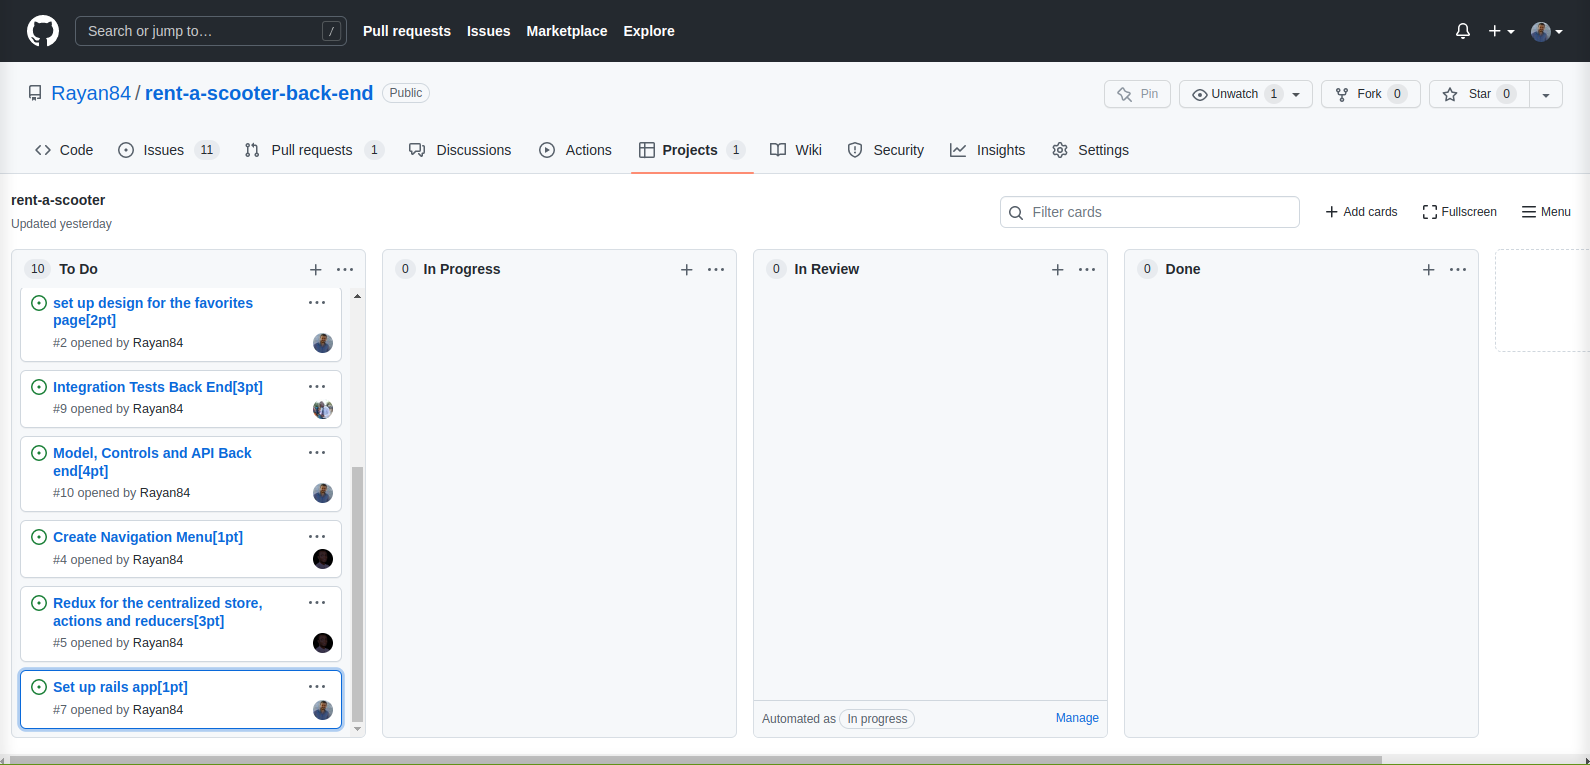 Search or jump to… /
Pull requests Issues Marketplace Explore
Rayan84 / rent-a-scooter-back-end Public
Pin Unwatch 1 Fork 0 Star 0
Code Issues 11 Pull requests 1 Discussions Actions Projects 1 Wiki Security Insights Settings
rent-a-scooter
Updated yesterday
Filter cards Add cards Fullscreen Menu
10 To Do
set up design for the favorites
page[2pt]
#2 opened by Rayan84
Integration Tests Back End[3pt]
#9 opened by Rayan84
Model, Controls and API Back
end[4pt]
#10 opened by Rayan84
Create Navigation Menu[1pt]
#4 opened by Rayan84
Redux for the centralized store,
actions and reducers[3pt]
#5 opened by Rayan84
Set up rails app[1pt]
#7 opened by Rayan84
0 In Progress
0 In Review
Automated as In progress Manage
0 Done